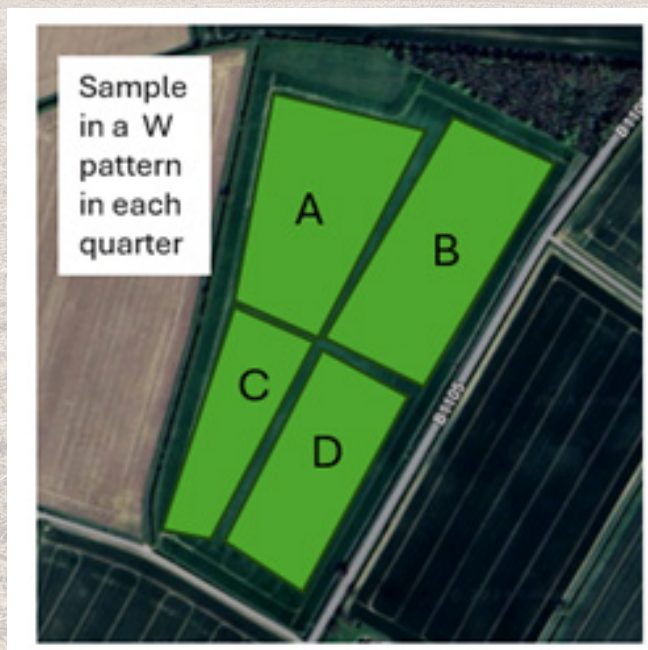 Sample
in a W
pattern
in each
quarter
A
B
C
D
B1105